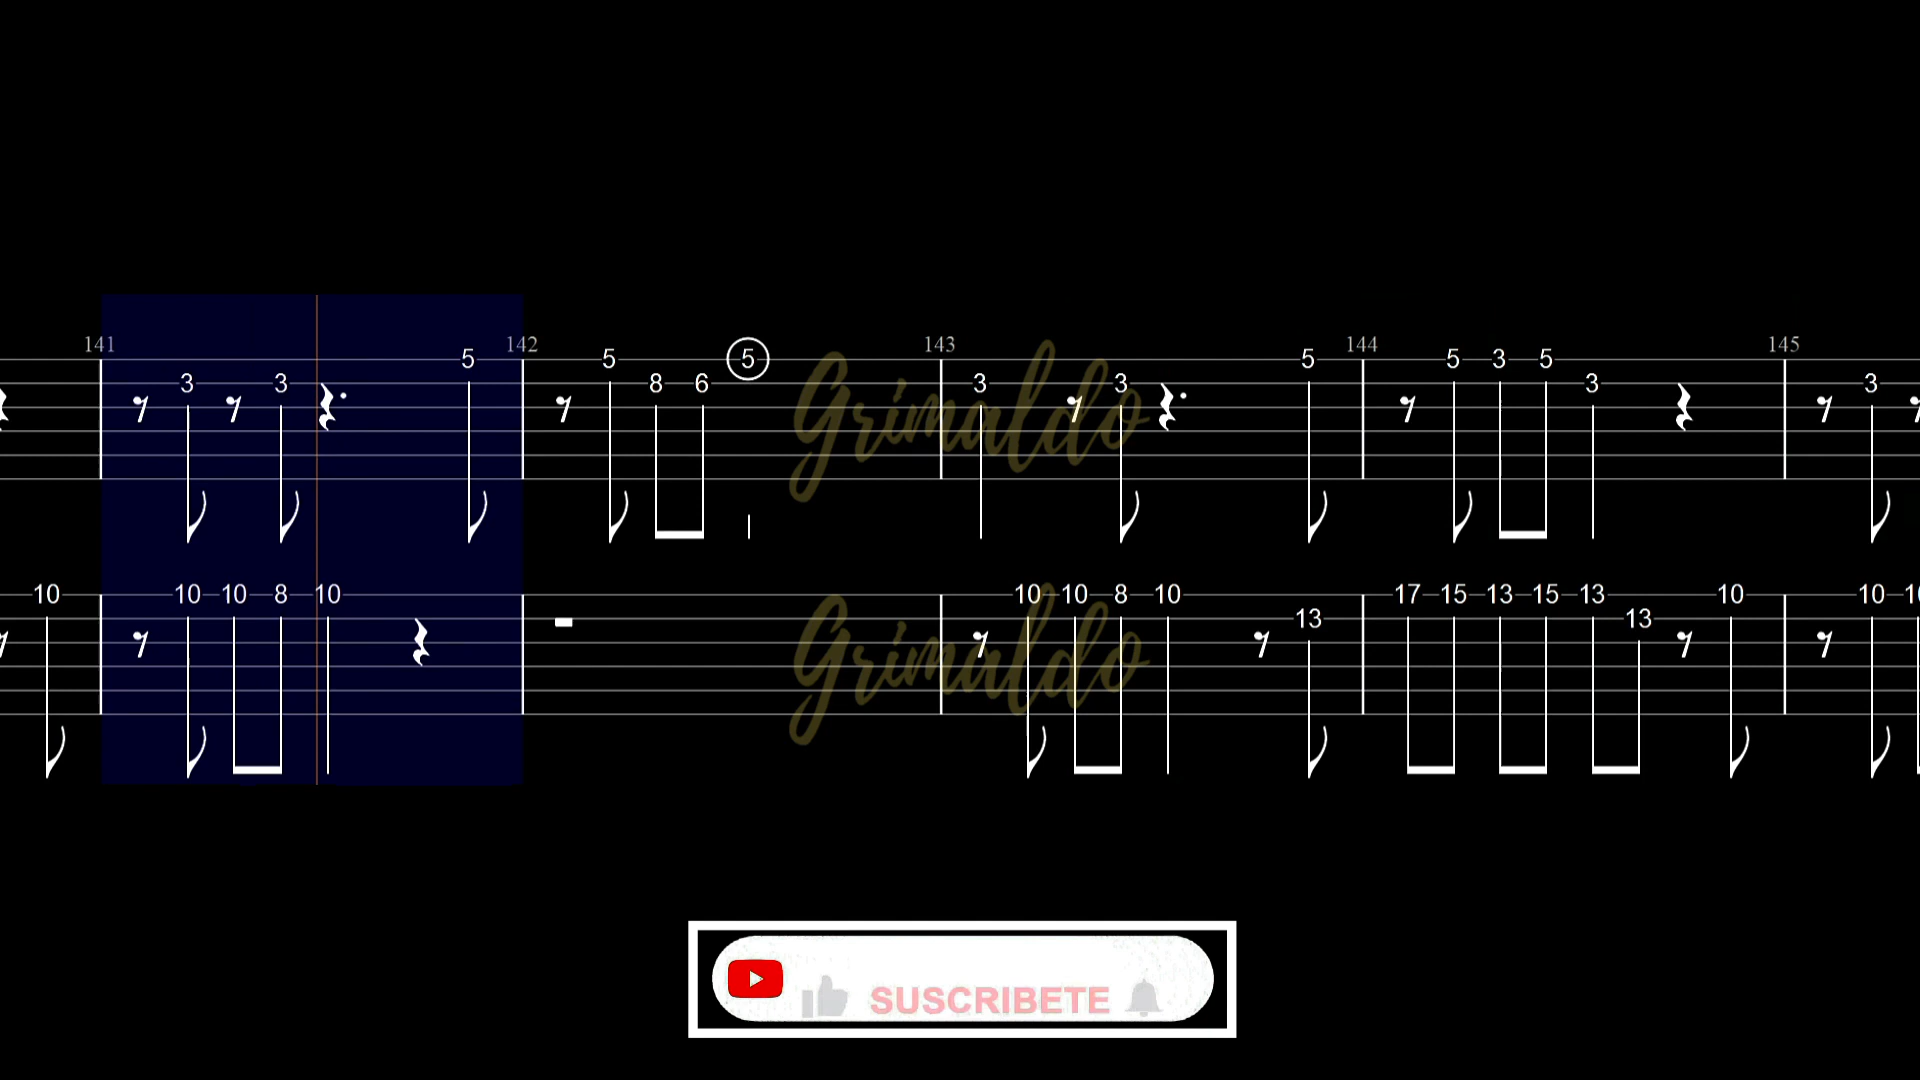 141 142 143 144 145
5 5 5 5 5 3 5
3 3 8 6 3 3 3 3
10 10 10 8 10 10 10 8 10 17 15 13 15 13 10 10
13 13
Grimaldo
Grimaldo
SUSCRIBETE